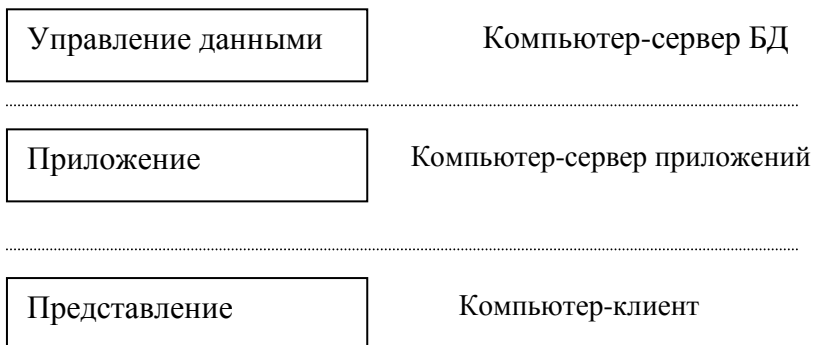 Управление данными
Компьютер-сервер БД
Приложение
Компьютер-сервер приложений
Представление
Компьютер-клиент